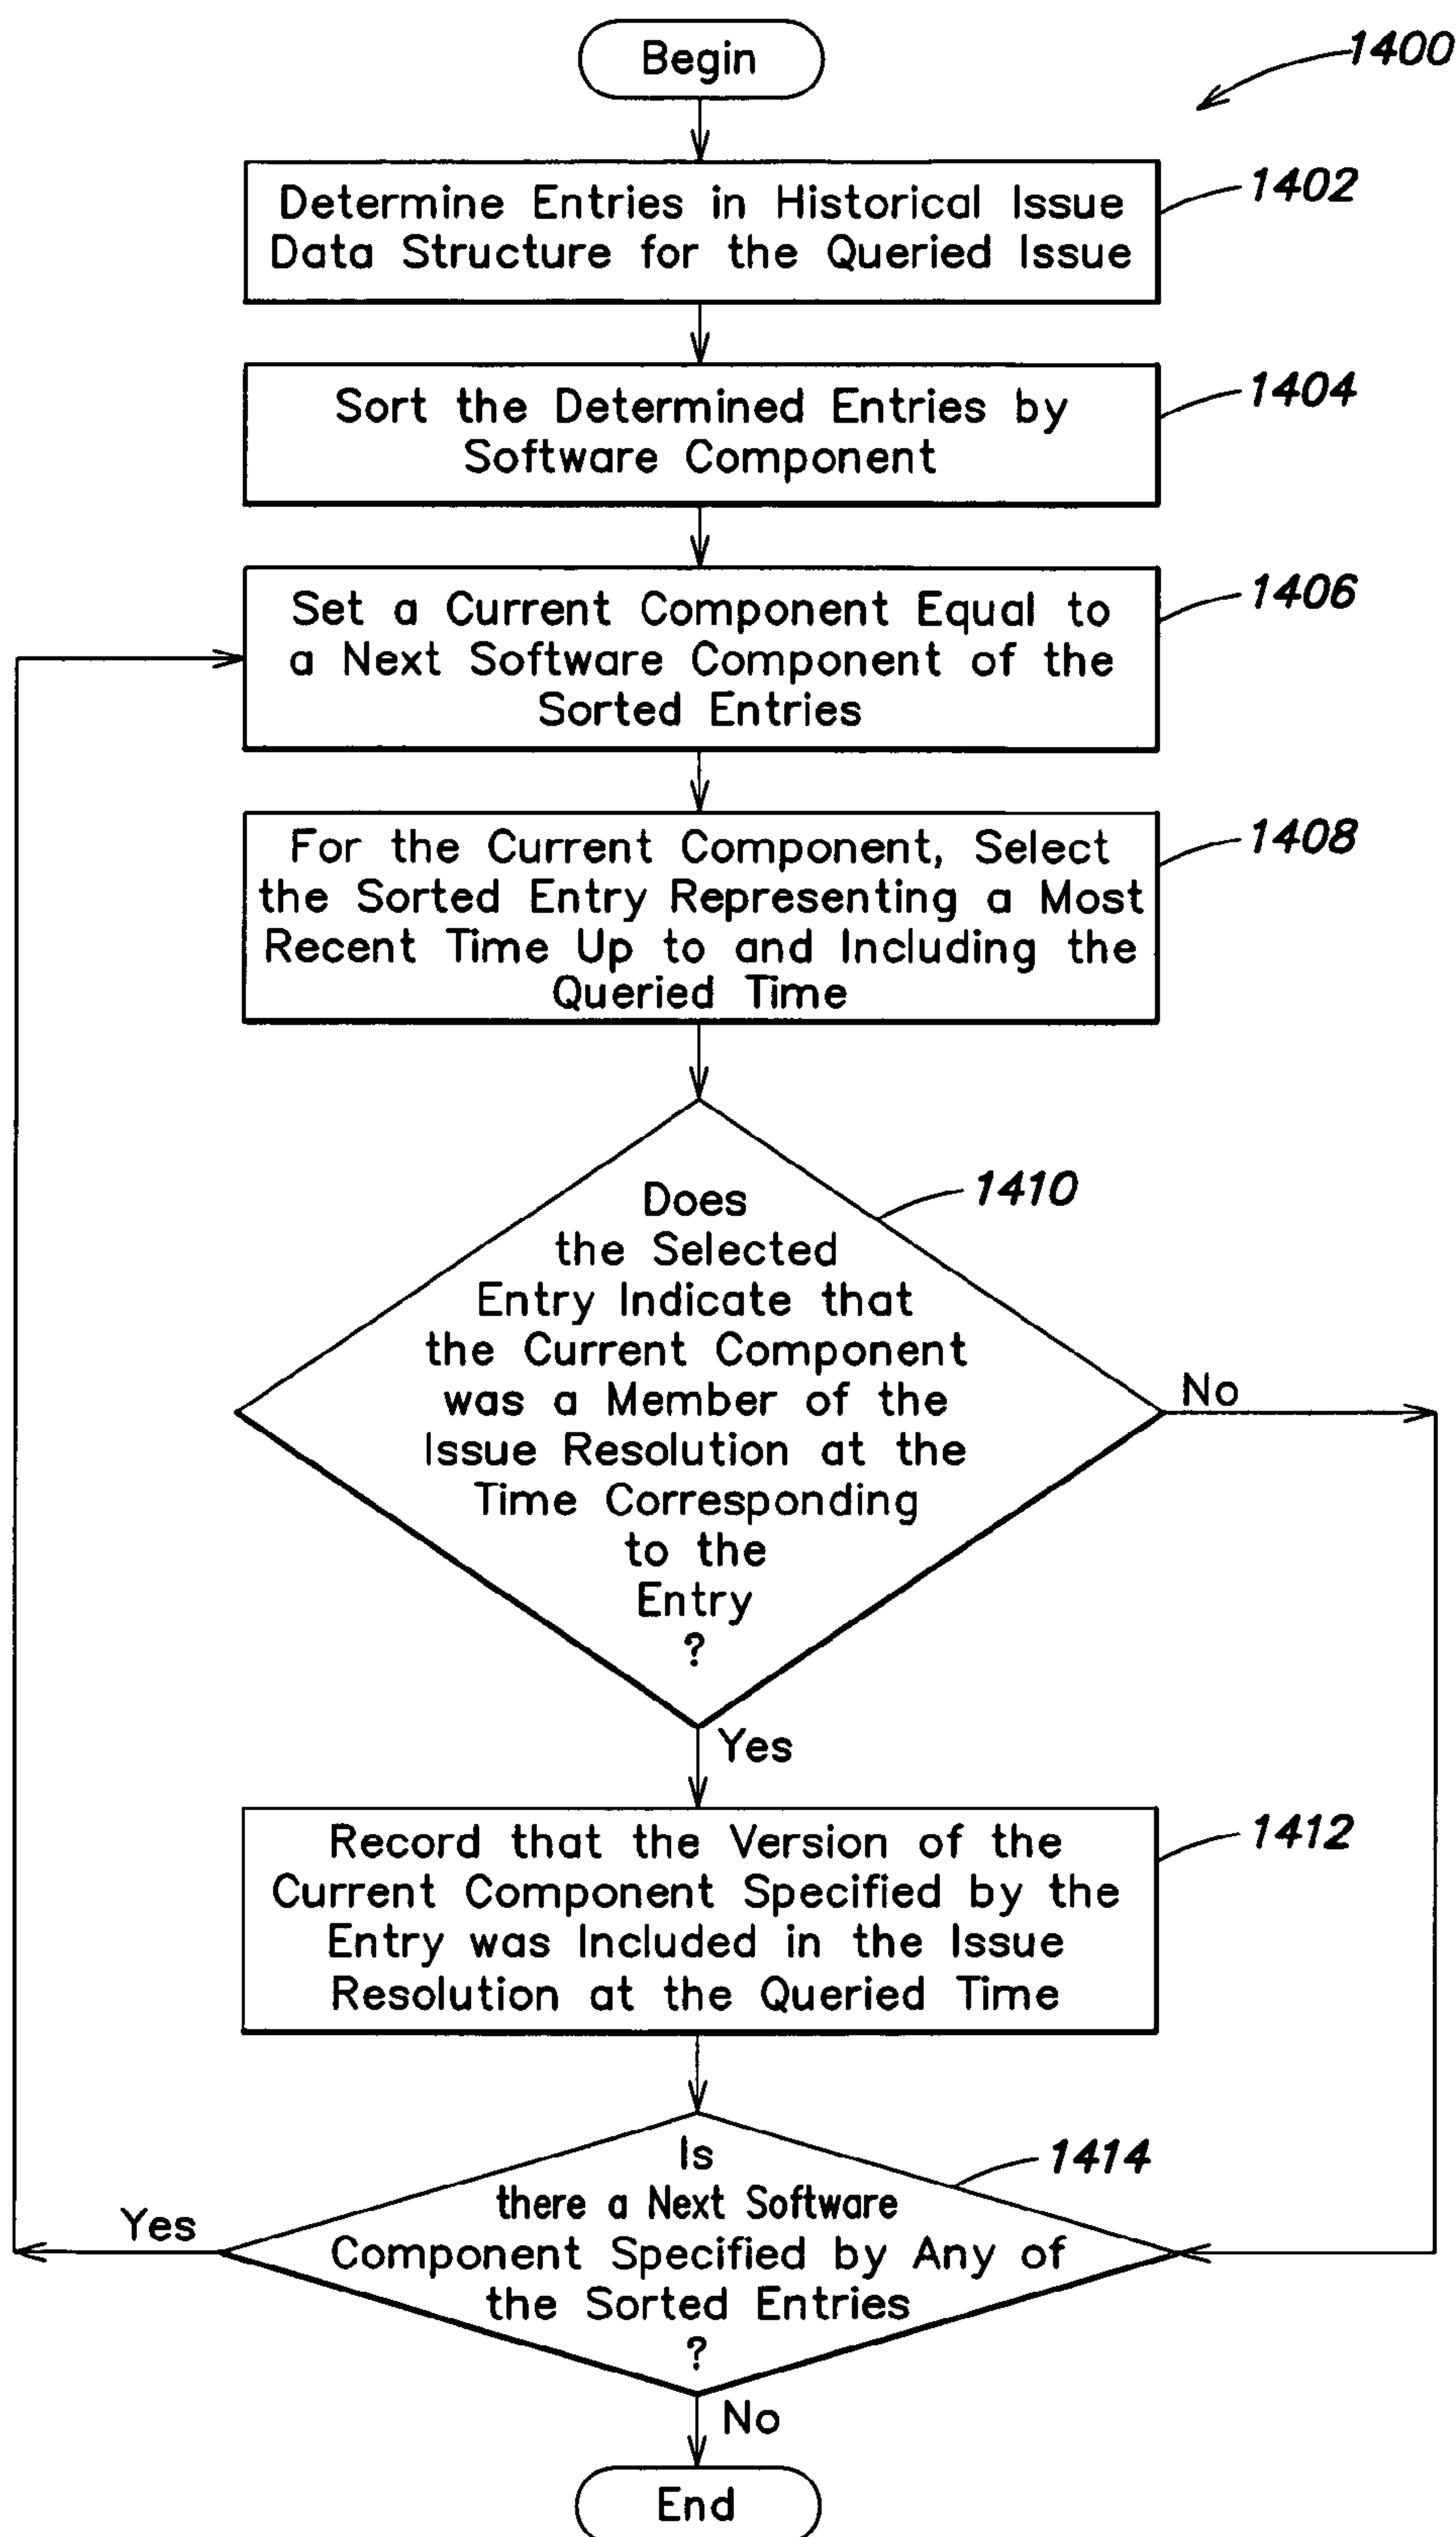 Begin
1400
Determine Entries in Historical Issue
Data Structure for the Queried Issue
1402
Sort the Determined Entries by
Software Component
1404
Set a Current Component Equal to
a Next Software Component of the
Sorted Entries
1406
For the Current Component, Select
the Sorted Entry Representing a Most
Recent Time Up to and Including the
Queried Time
1408
Does
the Selected
Entry Indicate that
the Current Component
was a Member of the
Issue Resolution at the
Time Corresponding
to the
Entry
?
1410
No
Yes
Record that the Version of the
Current Component Specified by the
Entry was Included in the Issue
Resolution at the Queried Time
1412
Is
there a Next Software
Component Specified by Any of
the Sorted Entries
?
1414
Yes
No
End